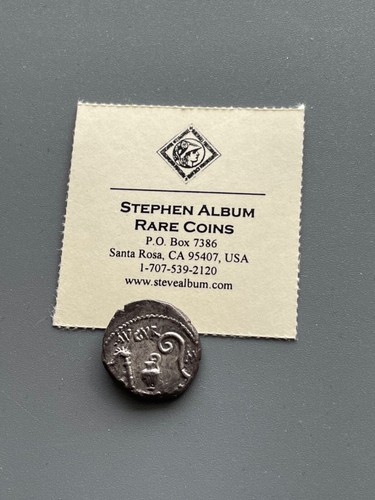 STEPHEN ALBUM
RARE COINS
P.O. Box 7386
Santa Rosa, CA 95407, USA
1-707-539-2120
www.stevealbum.com